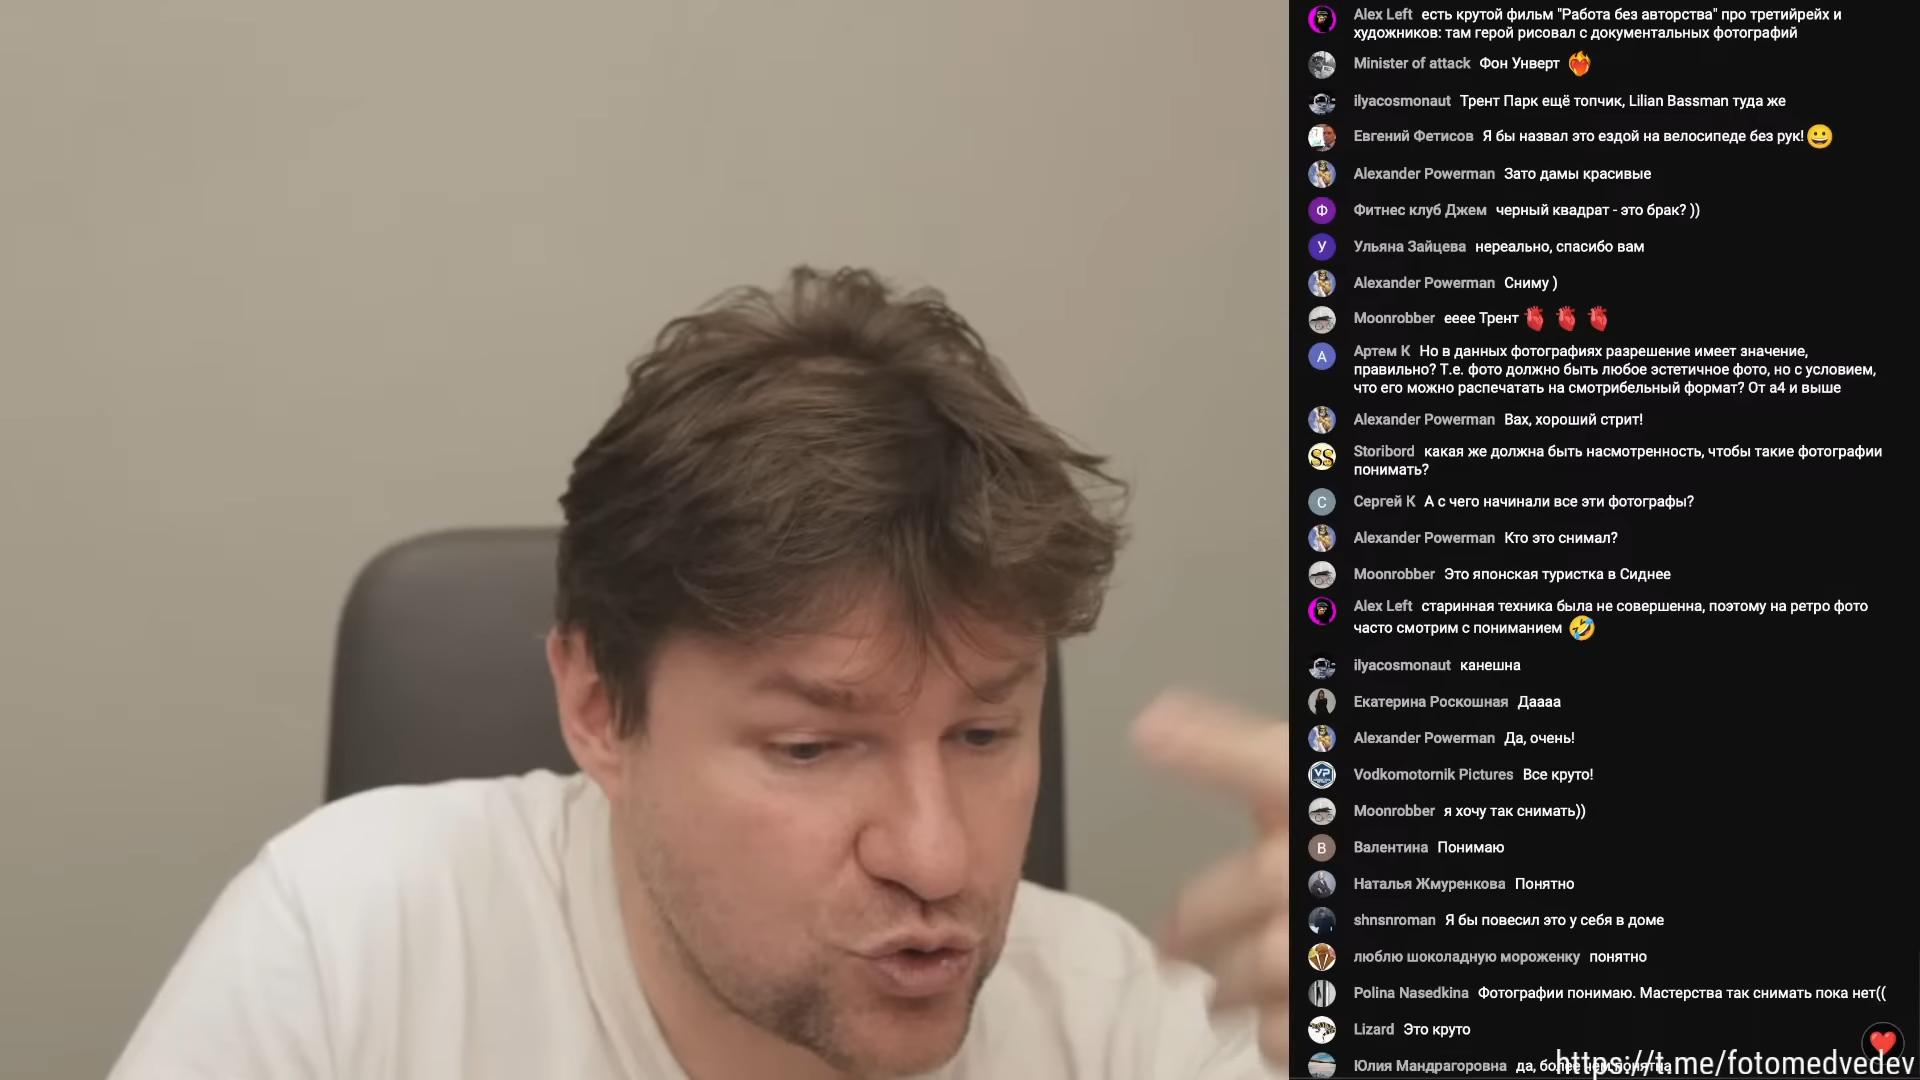 Alex Left есть крутой фильм "Работа без авторства" про третийрейх и
художников: там герой рисовал с документальных фотографий
Minister of attack Фон Унверт
ilyacosmonaut Трент Парк ещё топчик, Lilian Bassman туда же
Евгений Фетисов Я бы назвал это ездой на велосипеде без рук!
Alexander Powerman Зато дамы красивые
Ф Фитнес клуб Джем черный квадрат - это брак? ))
У Ульяна Зайцева нереально, спасибо вам
Alexander Powerman Сниму )
Moonrobber ееее Трент
А Артем К Но в данных фотографиях разрешение имеет значение,
правильно? Т.е. фото должно быть любое эстетичное фото, но с условием,
что его можно распечатать на смотрибельный формат? От а4 и выше
Alexander Powerman Вах, хороший стрит!
SS Storibord какая же должна быть насмотренность, чтобы такие фотографии
понимать?
С Сергей К А с чего начинали все эти фотографы?
Alexander Powerman Кто это снимал?
Moonrobber Это японская туристка в Сиднее
Alex Left старинная техника была не совершенна, поэтому на ретро фото
часто смотрим с пониманием
ilyacosmonaut канешна
Екатерина Роскошная Даааа
Alexander Powerman Да, очень!
VP Vodkomotornik Pictures Все круто!
Moonrobber я хочу так снимать))
В Валентина Понимаю
Наталья Жмуренкова Понятно
shnsnroman Я бы повесил это у себя в доме
люблю шоколадную мороженку понятно
Polina Nasedkina Фотографии понимаю. Мастерства так снимать пока нет((
Lizard Это круто
Юлия Мандрагоровна да, более чем понятна
https://t.me/fotomedvedev